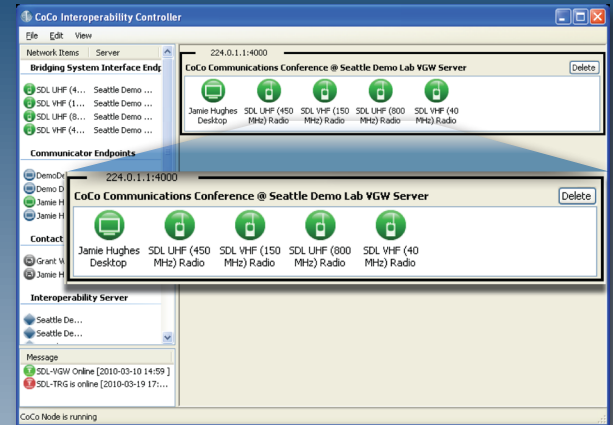 CoCo Interoperability Controller
File Edit View
Network Items Server
Bridging System Interface Endp
SDL UHF (4... Seattle Demo ...
SDL VHF (1... Seattle Demo ...
SDL UHF (8... Seattle Demo ...
SDL VHF (4... Seattle Demo ...
Communicator Endpoints
DemoDe
Demo D
Jamie H
Jamie H
Contact
Grant W
Jamie H
Interoperability Server
Seattle De...
Seattle De...
Message
SDL-VGW Online [2010-03-10 14:59 ]
SDL-TRG is online [2010-03-19 17:...
CoCo Node is running
224.0.1.1:4000
CoCo Communications Conference @ Seattle Demo Lab VGW Server Delete
Jamie Hughes SDL UHF (450 SDL VHF (150 SDL UHF (800 SDL VHF (40
Desktop MHz) Radio MHz) Radio MHz) Radio MHz) Radio
224.0.1.1:4000
CoCo Communications Conference @ Seattle Demo Lab VGW Server Delete
Jamie Hughes SDL UHF (450 SDL VHF (150 SDL UHF (800 SDL VHF (40
Desktop MHz) Radio MHz) Radio MHz) Radio MHz) Radio